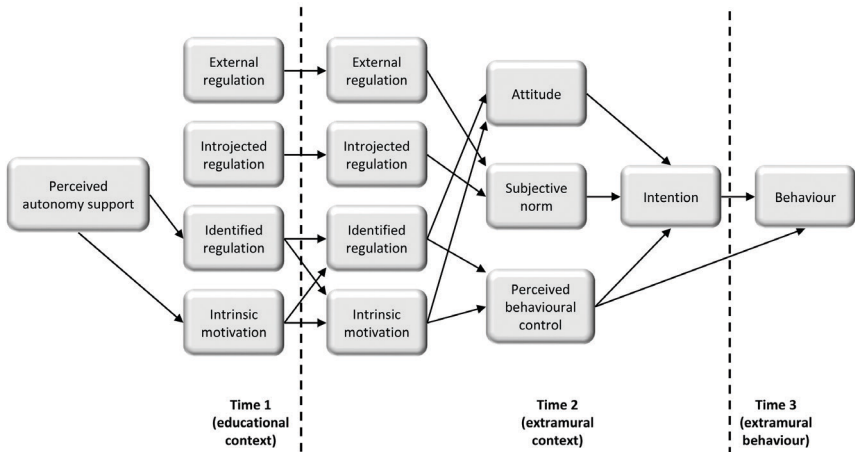 Perceived
autonomy support
External
regulation
Introjected
regulation
Identified
regulation
Intrinsic
motivation
External
regulation
Introjected
regulation
Identified
regulation
Intrinsic
motivation
Attitude
Subjective
norm
Perceived
behavioural
control
Intention
Behaviour
Time 1
(educational
context)
Time 2
(extramural
context)
Time 3
(extramural
behaviour)